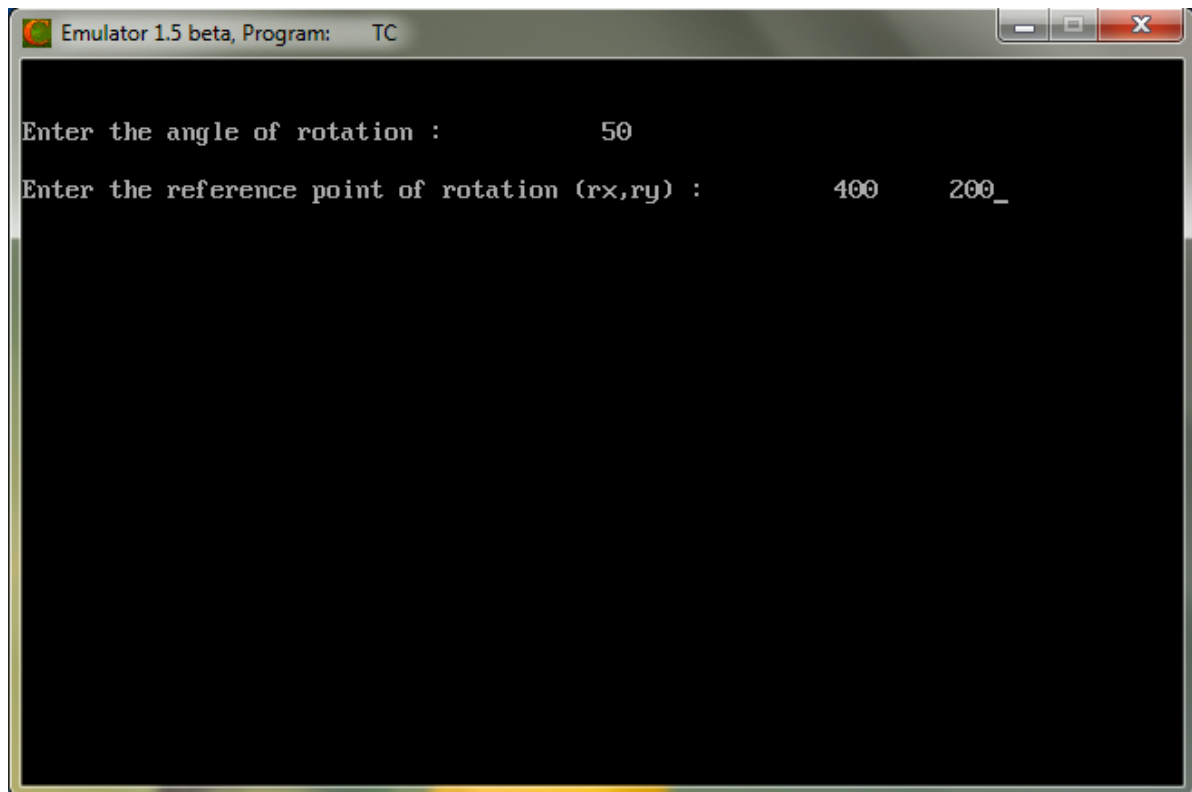 Emulator 1.5 beta, Program: TC
Enter the angle of rotation : 50
Enter the reference point of rotation (rx,ry) : 400 200_